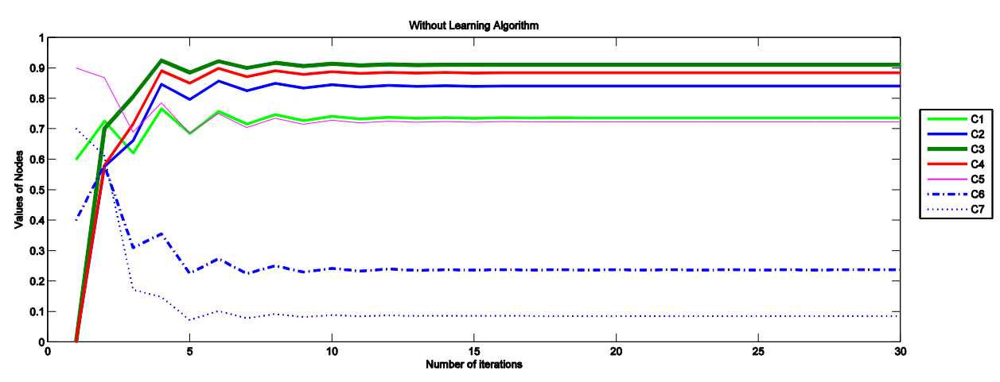 Without Learning Algorithm
1
0.9
0.8
0.7
0.6
0.5
0.4
0.3
0.2
0.1
0
Values of Nodes
0 5 10 15 20 25 30
Number of iterations
C1
C2
C3
C4
C5
C6
C7